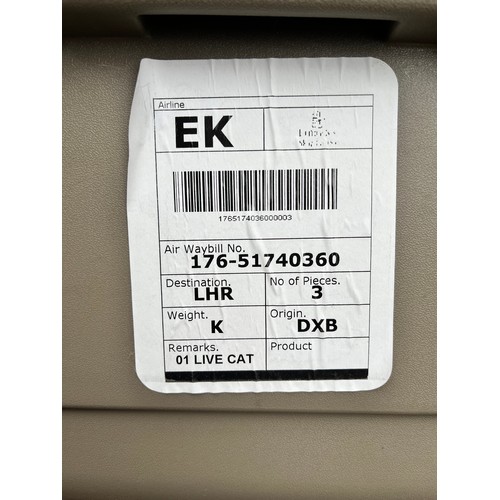 Airline
EK
1765174036000003
Air Waybill No.
176-51740360
Destination. No of Pieces.
LHR 3
Weight. Origin.
K DXB
Remarks. Product
01 LIVE CAT